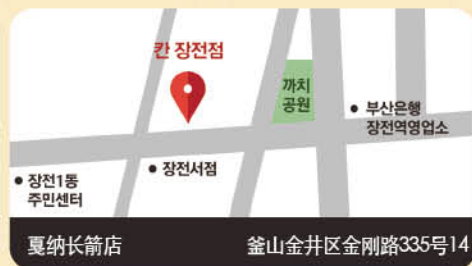 칸 장전점
까치
공원
부산은행
장전역영업소
장전서점
장전1동
주민센터
戛纳长箭店
釜山金井区金刚路335号14